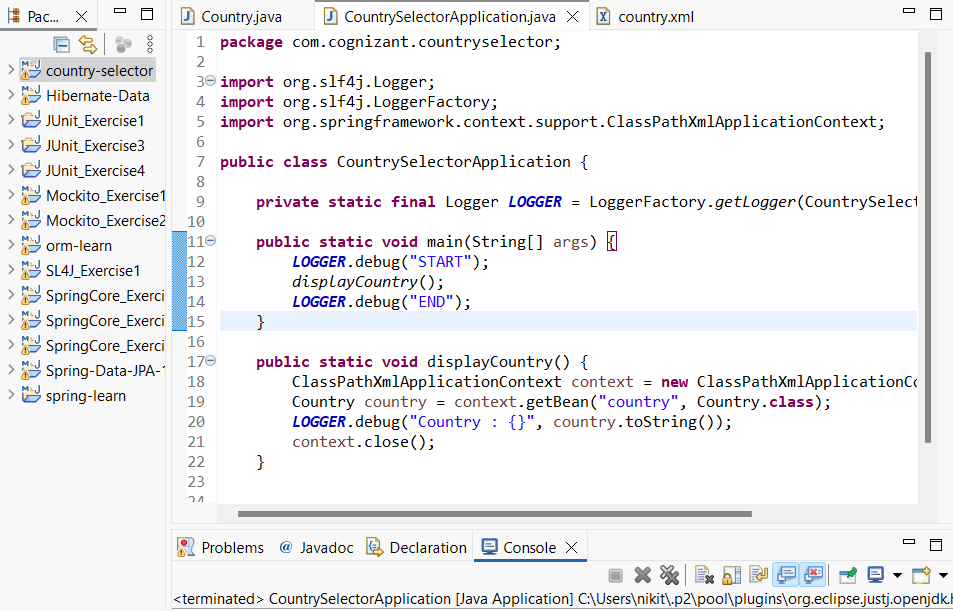 Pac...
country-selector
Hibernate-Data
JUnit_Exercise1
JUnit_Exercise3
JUnit_Exercise4
Mockito_Exercise1
Mockito_Exercise2
orm-learn
SL4J_Exercise1
SpringCore_Exerci
SpringCore_Exerci
SpringCore_Exerci
Spring-Data-JPA-1
spring-learn
Country.java CountrySelectorApplication.java country.xml
1 package com.cognizant.countryselector;
2
3 import org.slf4j.Logger;
4 import org.slf4j.LoggerFactory;
5 import org.springframework.context.support.ClassPathXmlApplicationContext;
6
7 public class CountrySelectorApplication {
8
9 private static final Logger LOGGER = LoggerFactory.getLogger(CountrySelect
10
11 public static void main(String[] args) {
12 LOGGER.debug("START");
13 displayCountry();
14 LOGGER.debug("END");
15 }
16
17 public static void displayCountry() {
18 ClassPathXmlApplicationContext context = new ClassPathXmlApplicationCo
19 Country country = context.getBean("country", Country.class);
20 LOGGER.debug("Country : {}", country.toString());
21 context.close();
22 }
23
24
Problems @ Javadoc Declaration Console
<terminated> CountrySelectorApplication [Java Application] C:\Users\nikit\.p2\pool\plugins\org.eclipse.justj.openjdk.h